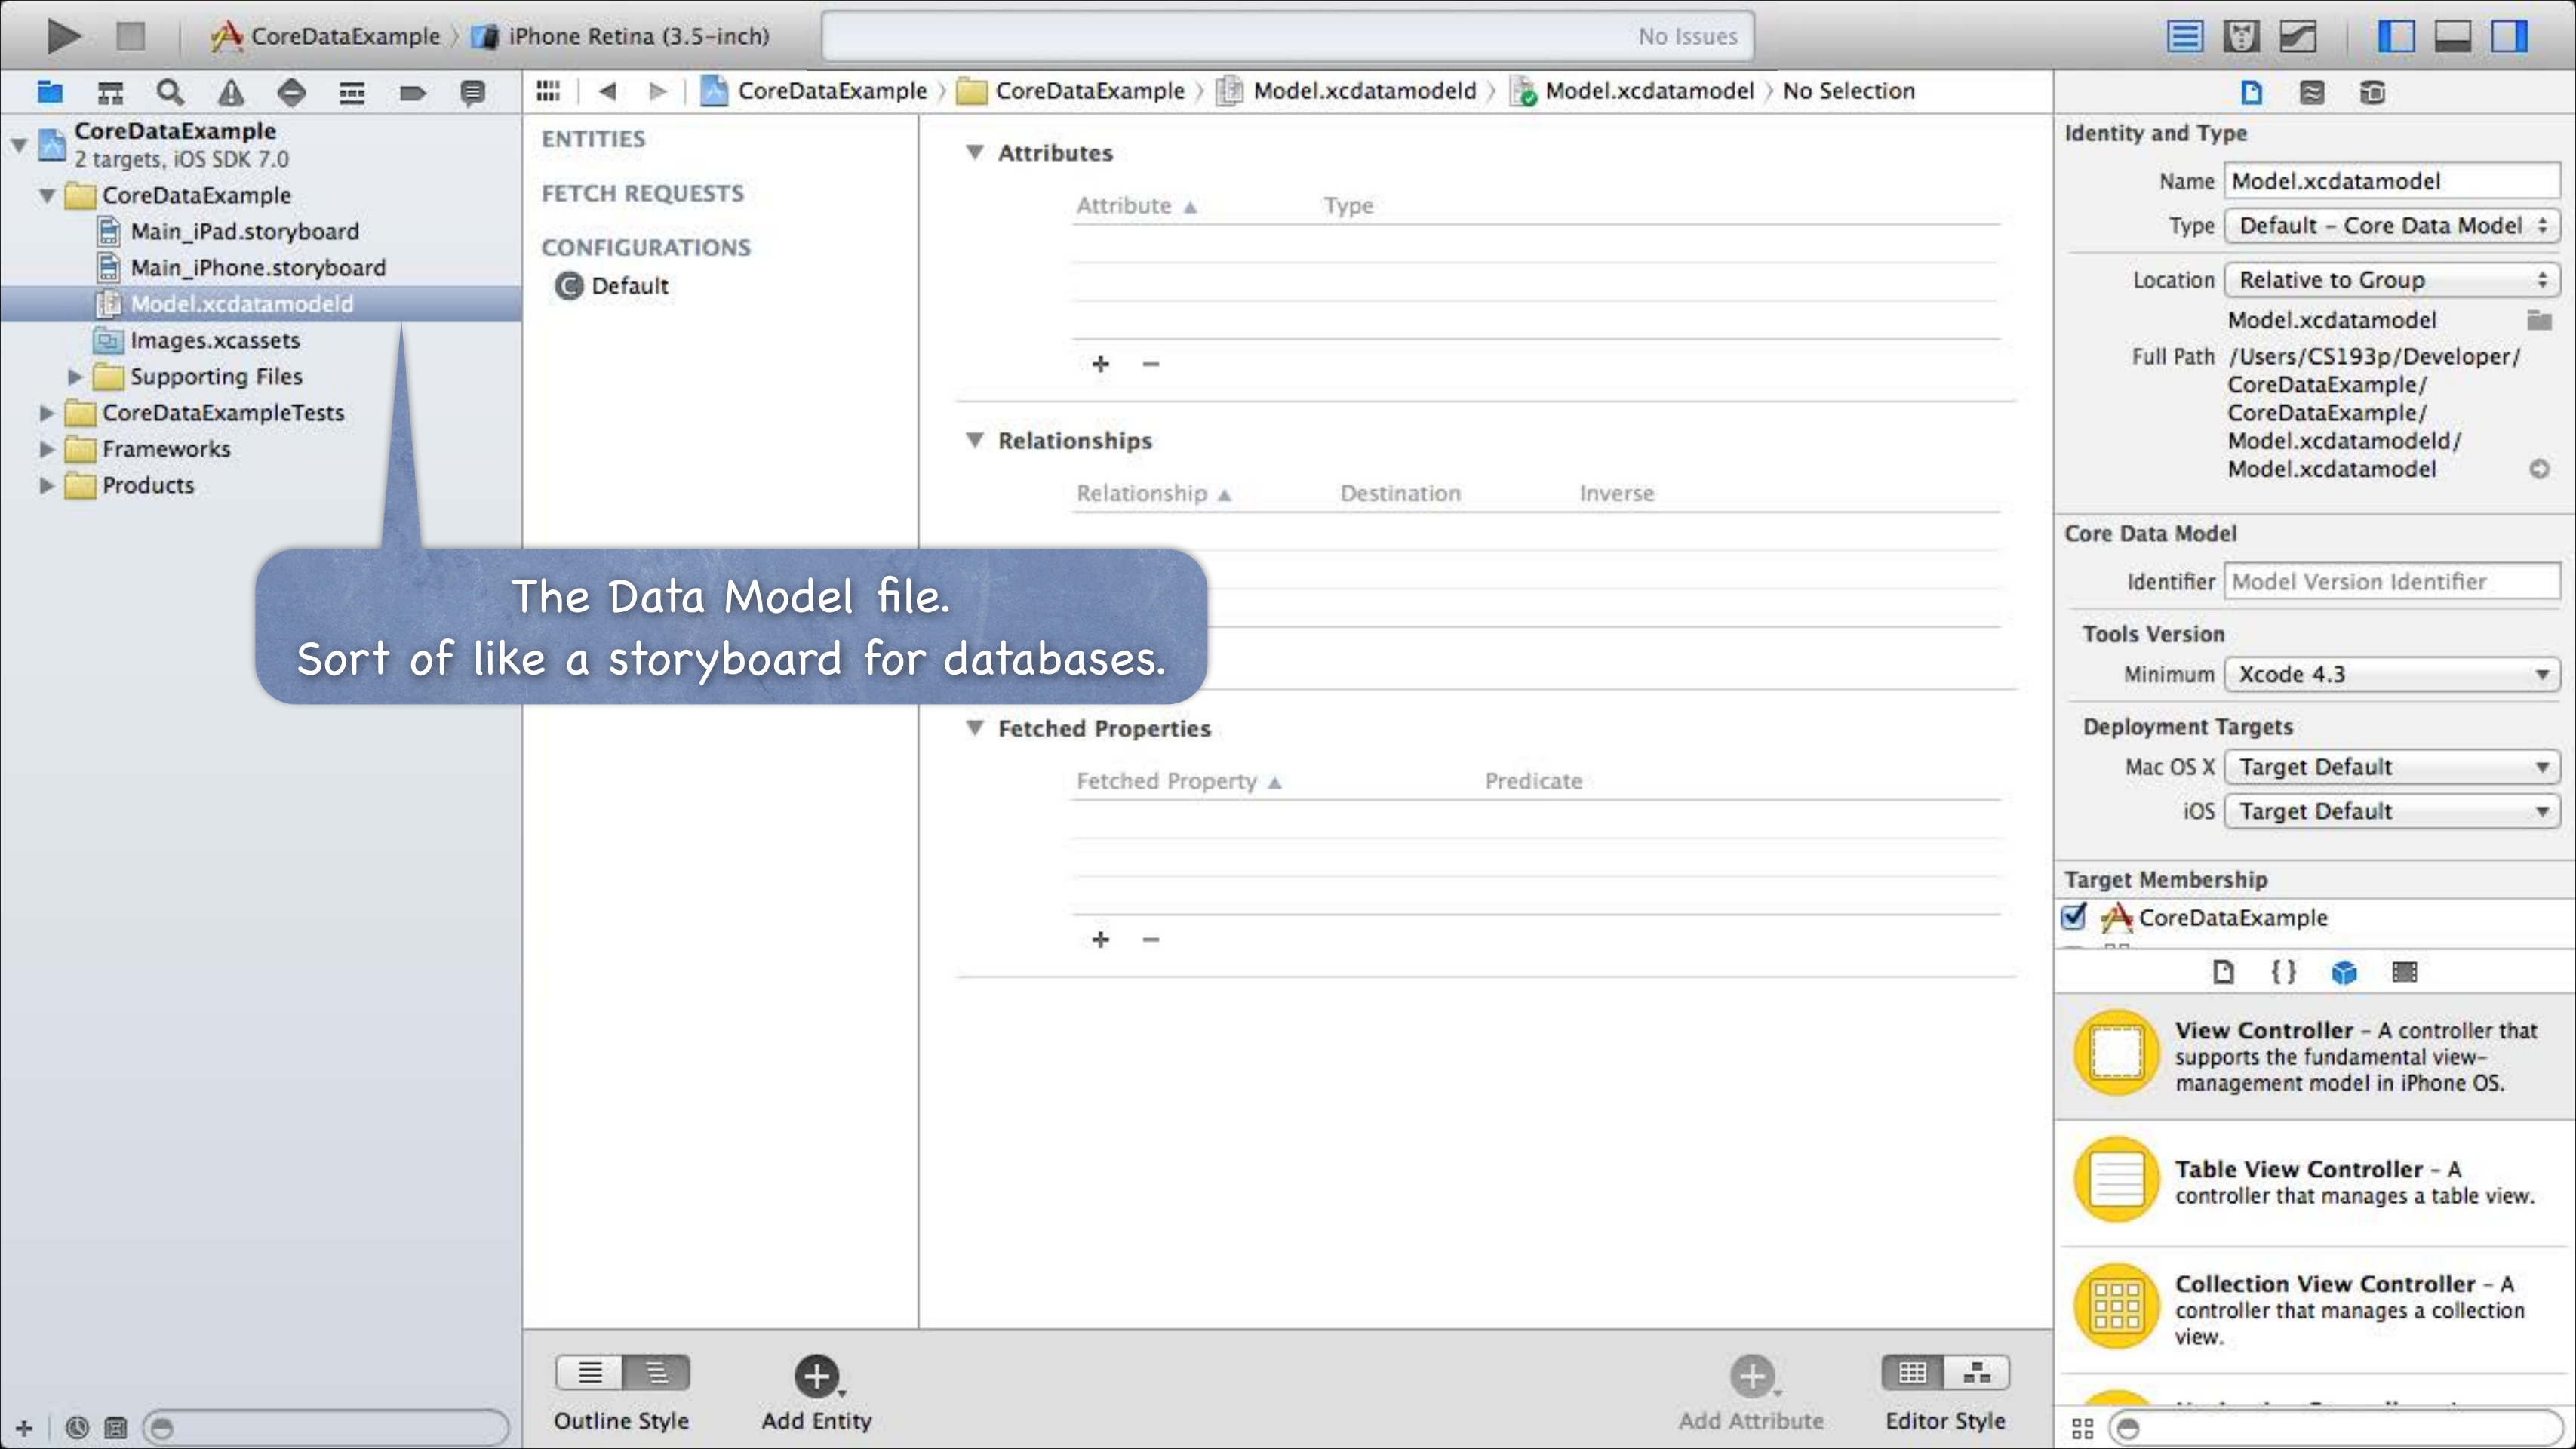 CoreDataExample 〉 iPhone Retina (3.5-inch)
No Issues
CoreDataExample 〉 CoreDataExample 〉 Model.xcdatamodeld 〉 Model.xcdatamodel 〉 No Selection
CoreDataExample
2 targets, iOS SDK 7.0
CoreDataExample
Main_iPad.storyboard
Main_iPhone.storyboard
Model.xcdatamodeld
Images.xcassets
Supporting Files
CoreDataExampleTests
Frameworks
Products
ENTITIES
FETCH REQUESTS
CONFIGURATIONS
C Default
Attributes
Attribute Type
+ −
Relationships
Relationship Destination Inverse
The Data Model file.
Sort of like a storyboard for databases.
Fetched Properties
Fetched Property Predicate
+ −
Outline Style
Add Entity
Add Attribute
Editor Style
Identity and Type
Name Model.xcdatamodel
Type Default – Core Data Model
Location Relative to Group
Model.xcdatamodel
Full Path /Users/CS193p/Developer/
CoreDataExample/
CoreDataExample/
Model.xcdatamodeld/
Model.xcdatamodel
Core Data Model
Identifier Model Version Identifier
Tools Version
Minimum Xcode 4.3
Deployment Targets
Mac OS X Target Default
iOS Target Default
Target Membership
CoreDataExample
{ }
View Controller – A controller that
supports the fundamental view-
management model in iPhone OS.
Table View Controller – A
controller that manages a table view.
Collection View Controller – A
controller that manages a collection
view.